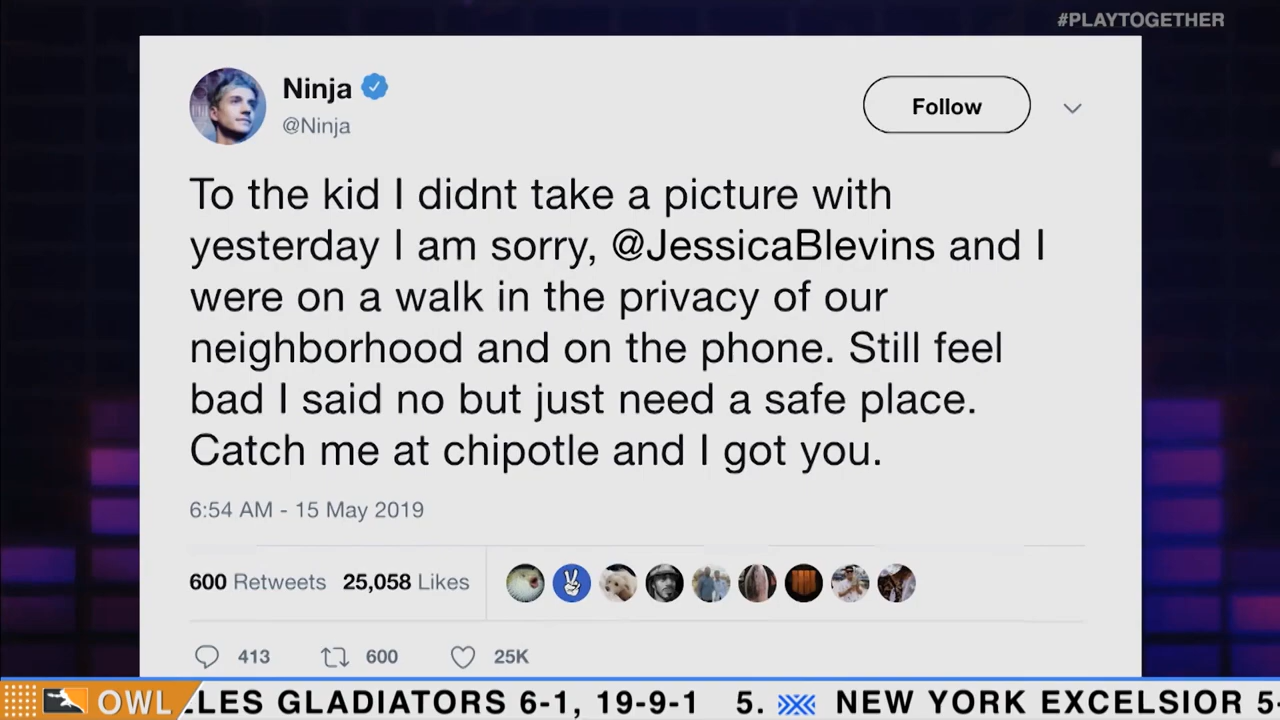 #PLAYTOGETHER
Ninja
@Ninja
Follow
To the kid I didnt take a picture with
yesterday I am sorry, @JessicaBlevins and I
were on a walk in the privacy of our
neighborhood and on the phone. Still feel
bad I said no but just need a safe place.
Catch me at chipotle and I got you.
6:54 AM - 15 May 2019
600 Retweets 25,058 Likes
413 600 25K
OWL LES GLADIATORS 6-1, 19-9-1 5. NEW YORK EXCELSIOR 5-